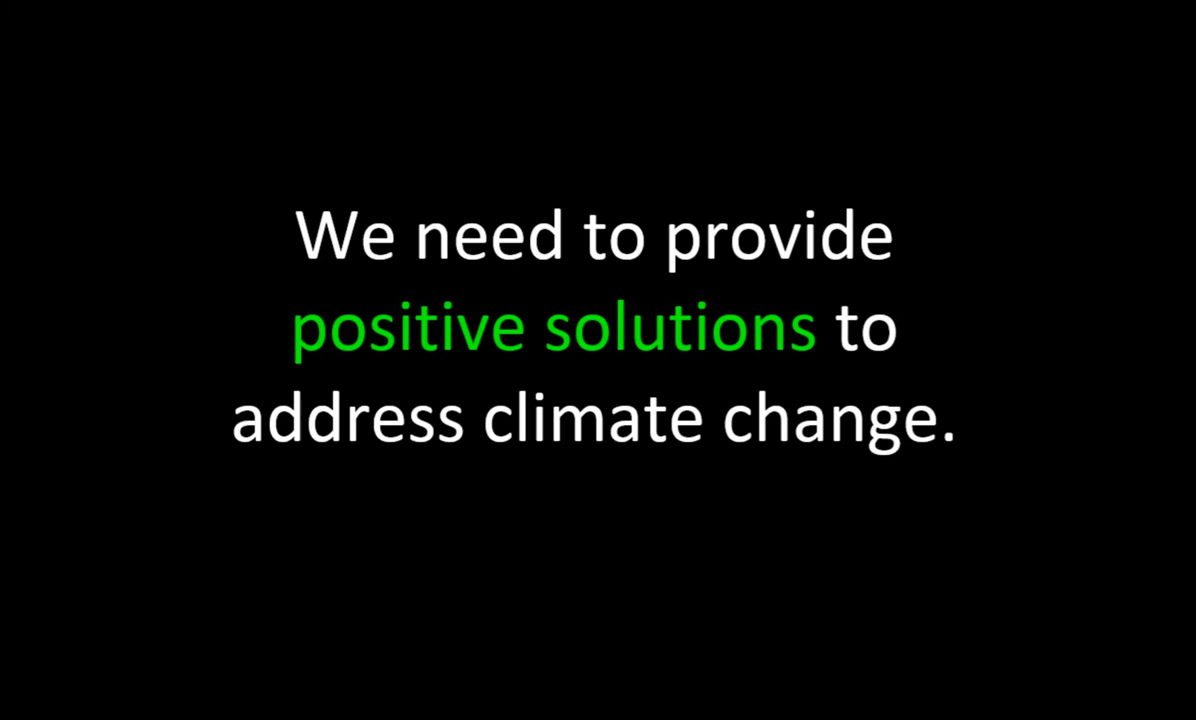 We need to provide
positive solutions to
address climate change.